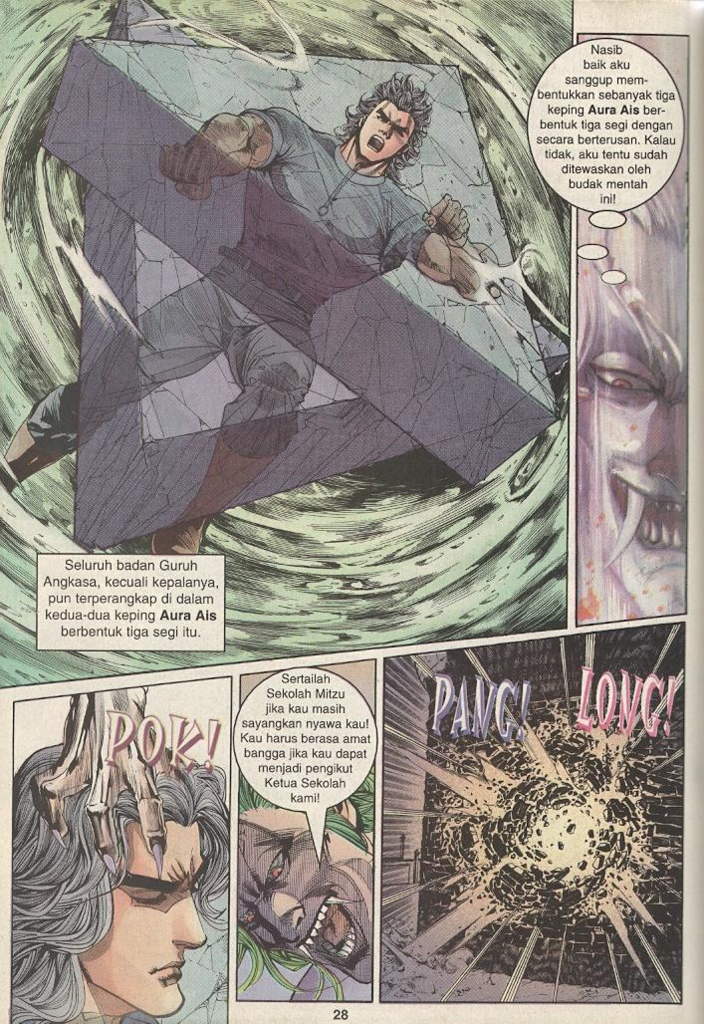 Nasib
baik aku
sanggup mem-
bentukkan sebanyak tiga
keping Aura Ais ber-
bentuk tiga segi dengan
secara berterusan. Kalau
tidak, aku tentu sudah
ditewaskan oleh
budak mentah
ini!
Seluruh badan Guruh
Angkasa, kecuali kepalanya,
pun terperangkap di dalam
kedua-dua keping Aura Ais
berbentuk tiga segi itu.
POK!
Sertailah
Sekolah Mitzu
jika kau masih
sayangkan nyawa kau!
Kau harus berasa amat
bangga jika kau dapat
menjadi pengikut
Ketua Sekolah
kami!
PANG!
LONG!
28